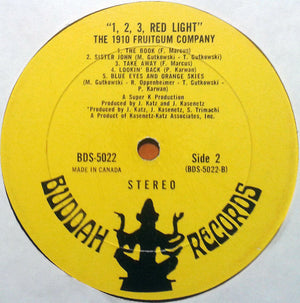 "1, 2, 3, RED LIGHT"
THE 1910 FRUITGUM COMPANY
1. THE BOOK (F. Marcus)
2. SISTER JOHN (M. Gutkowski - T. Gutkowski)
3. TAKE AWAY (F. Marcus)
4. LOOKIN' BACK (P. Karwan)
5. BLUE EYES AND ORANGE SKIES
(M. Gutkowski - R. Oppenheimer - T. Gutkowski -
P. Karwan)
A Super K Production
Produced by J. Katz and J. Kasenetz
*Produced by J. Katz, J. Kasenetz, S. Trimachi
A Product of Kasenetz-Katz Associates, Inc.
BDS-5022
Side 2
MADE IN CANADA
(BDS-5022-B)
STEREO
BUDDAH RECORDS